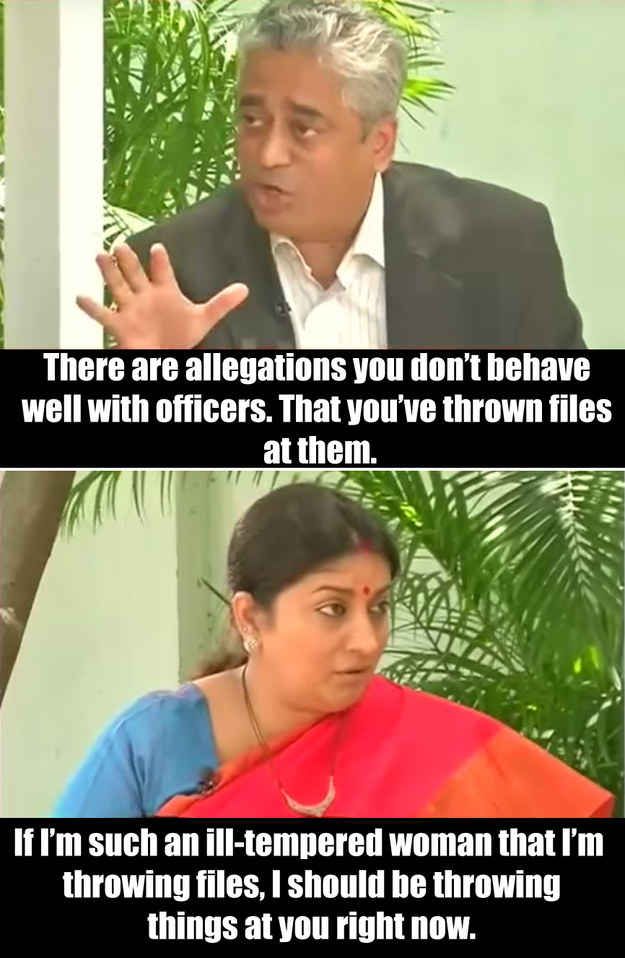 There are allegations you don't behave
well with officers. That you've thrown files
at them.
If I'm such an ill-tempered woman that I'm
throwing files, I should be throwing
things at you right now.